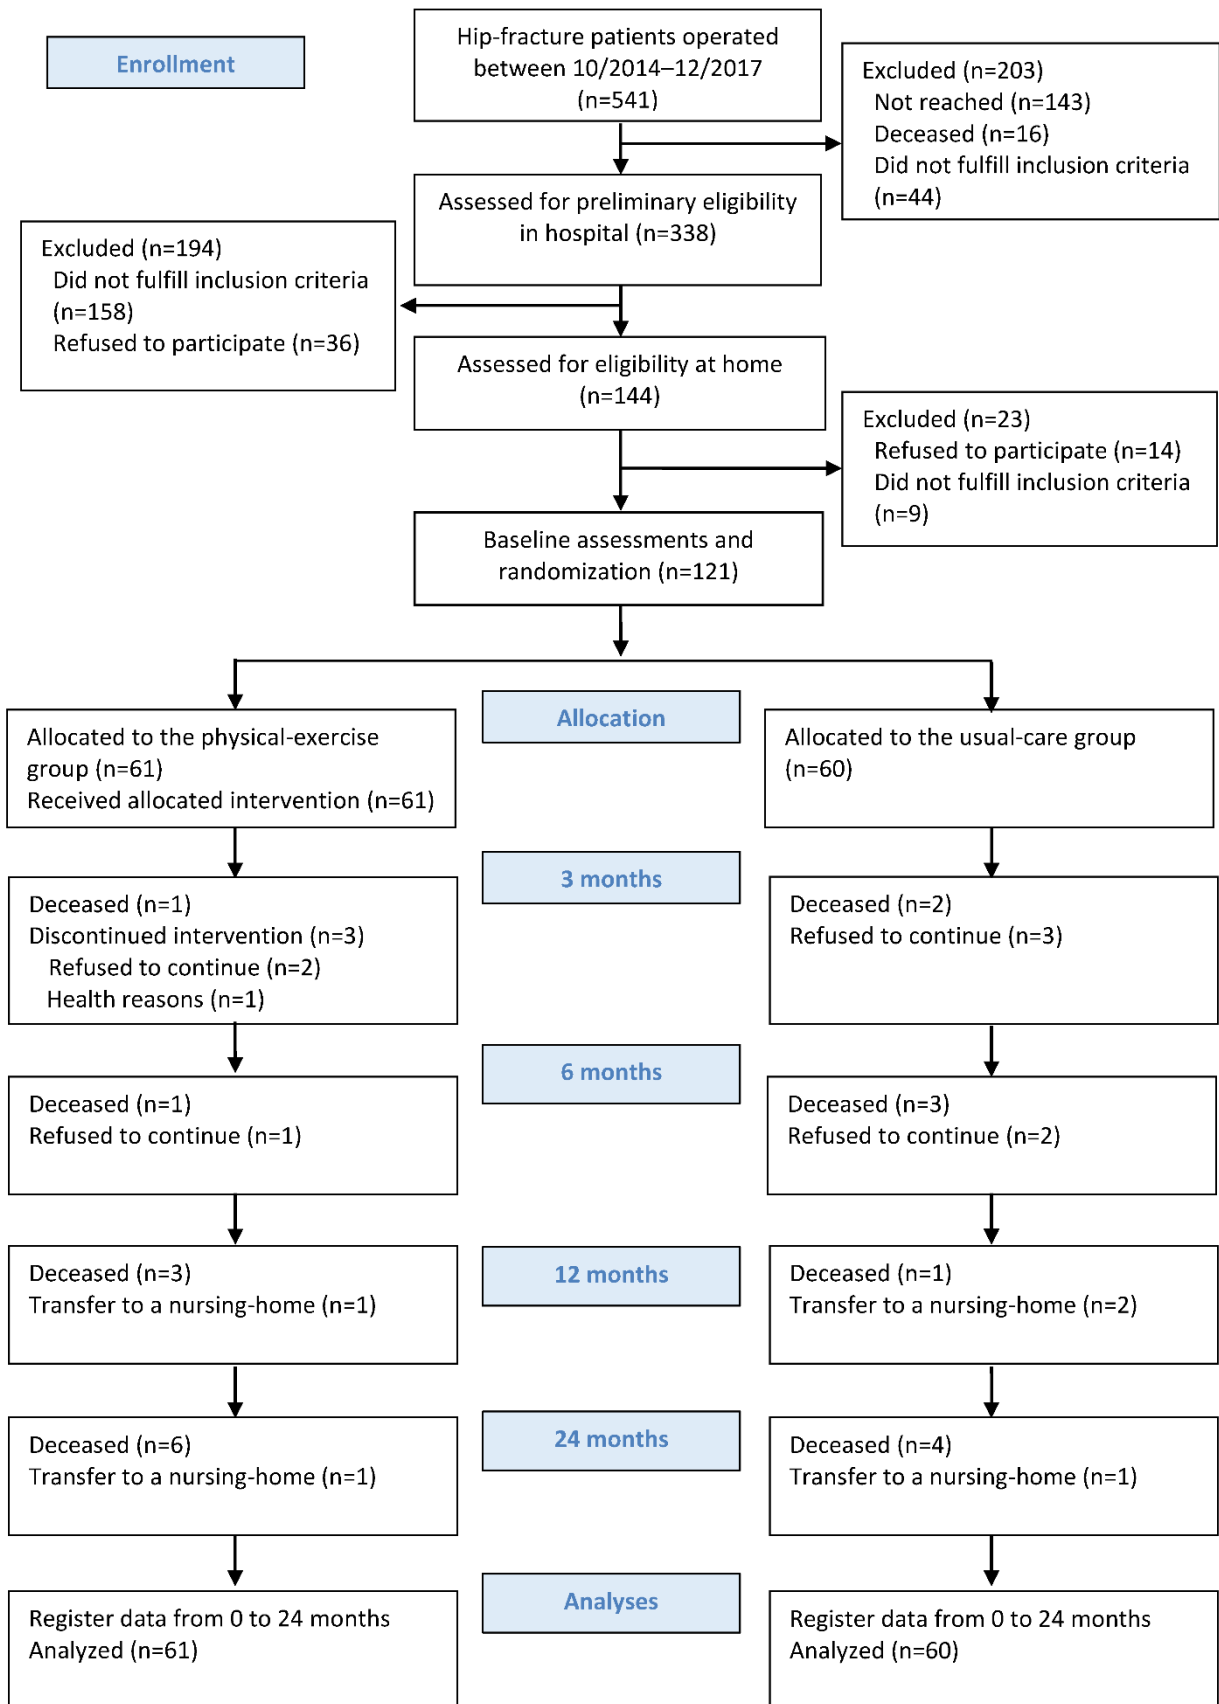 Enrollment
Hip-fracture patients operated
between 10/2014–12/2017
(n=541)
Excluded (n=203)
Not reached (n=143)
Deceased (n=16)
Did not fulfill inclusion criteria
(n=44)
Assessed for preliminary eligibility
in hospital (n=338)
Excluded (n=194)
Did not fulfill inclusion criteria
(n=158)
Refused to participate (n=36)
Assessed for eligibility at home
(n=144)
Excluded (n=23)
Refused to participate (n=14)
Did not fulfill inclusion criteria
(n=9)
Baseline assessments and
randomization (n=121)
Allocation
Allocated to the physical-exercise
group (n=61)
Received allocated intervention (n=61)
Allocated to the usual-care group
(n=60)
3 months
Deceased (n=1)
Discontinued intervention (n=3)
Refused to continue (n=2)
Health reasons (n=1)
Deceased (n=2)
Refused to continue (n=3)
6 months
Deceased (n=1)
Refused to continue (n=1)
Deceased (n=3)
Refused to continue (n=2)
12 months
Deceased (n=3)
Transfer to a nursing-home (n=1)
Deceased (n=1)
Transfer to a nursing-home (n=2)
24 months
Deceased (n=6)
Transfer to a nursing-home (n=1)
Deceased (n=4)
Transfer to a nursing-home (n=1)
Analyses
Register data from 0 to 24 months
Analyzed (n=61)
Register data from 0 to 24 months
Analyzed (n=60)